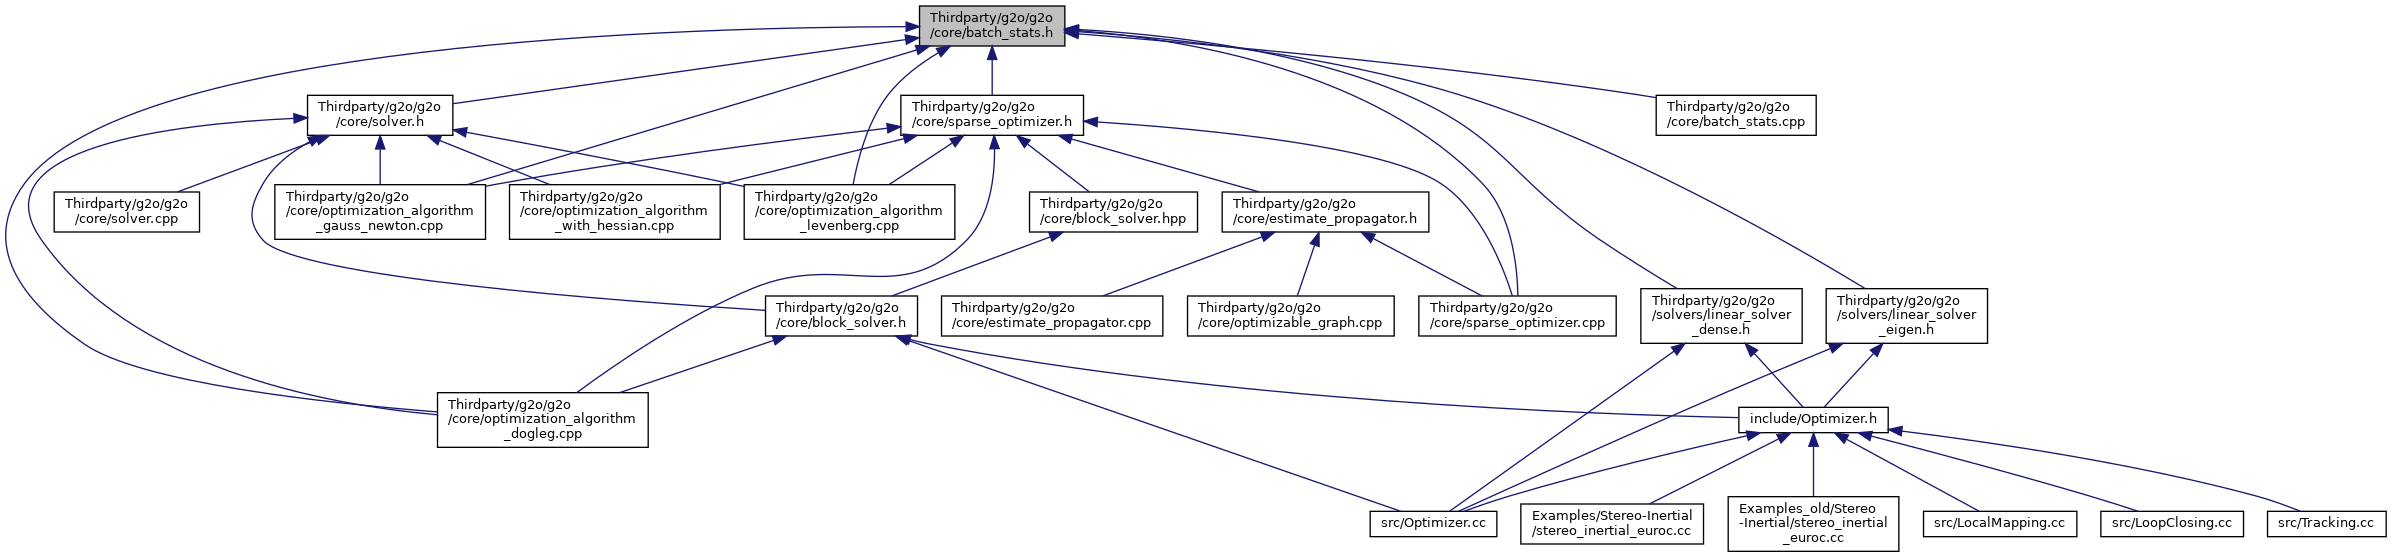 Thirdparty/g2o/g2o
/core/batch_stats.h
Thirdparty/g2o/g2o
/core/solver.h
Thirdparty/g2o/g2o
/core/sparse_optimizer.h
Thirdparty/g2o/g2o
/core/batch_stats.cpp
Thirdparty/g2o/g2o
/core/solver.cpp
Thirdparty/g2o/g2o
/core/optimization_algorithm
_gauss_newton.cpp
Thirdparty/g2o/g2o
/core/optimization_algorithm
_with_hessian.cpp
Thirdparty/g2o/g2o
/core/optimization_algorithm
_levenberg.cpp
Thirdparty/g2o/g2o
/core/block_solver.hpp
Thirdparty/g2o/g2o
/core/estimate_propagator.h
Thirdparty/g2o/g2o
/core/block_solver.h
Thirdparty/g2o/g2o
/core/estimate_propagator.cpp
Thirdparty/g2o/g2o
/core/optimizable_graph.cpp
Thirdparty/g2o/g2o
/core/sparse_optimizer.cpp
Thirdparty/g2o/g2o
/solvers/linear_solver
_dense.h
Thirdparty/g2o/g2o
/solvers/linear_solver
_eigen.h
Thirdparty/g2o/g2o
/core/optimization_algorithm
_dogleg.cpp
include/Optimizer.h
src/Optimizer.cc
Examples/Stereo-Inertial
/stereo_inertial_euroc.cc
Examples_old/Stereo
-Inertial/stereo_inertial
_euroc.cc
src/LocalMapping.cc
src/LoopClosing.cc
src/Tracking.cc